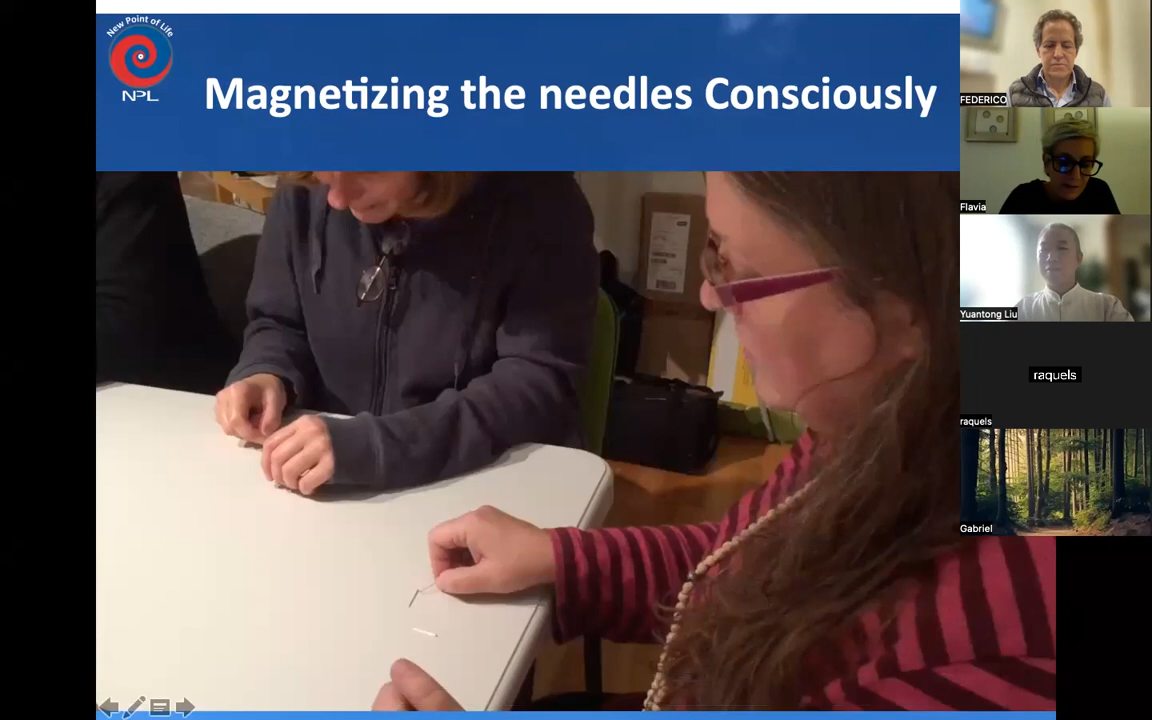 New Point of Life
NPL
Magnetizing the needles Consciously
FEDERICO
Flavia
Yuantong Liu
raquels
raquels
Gabriel